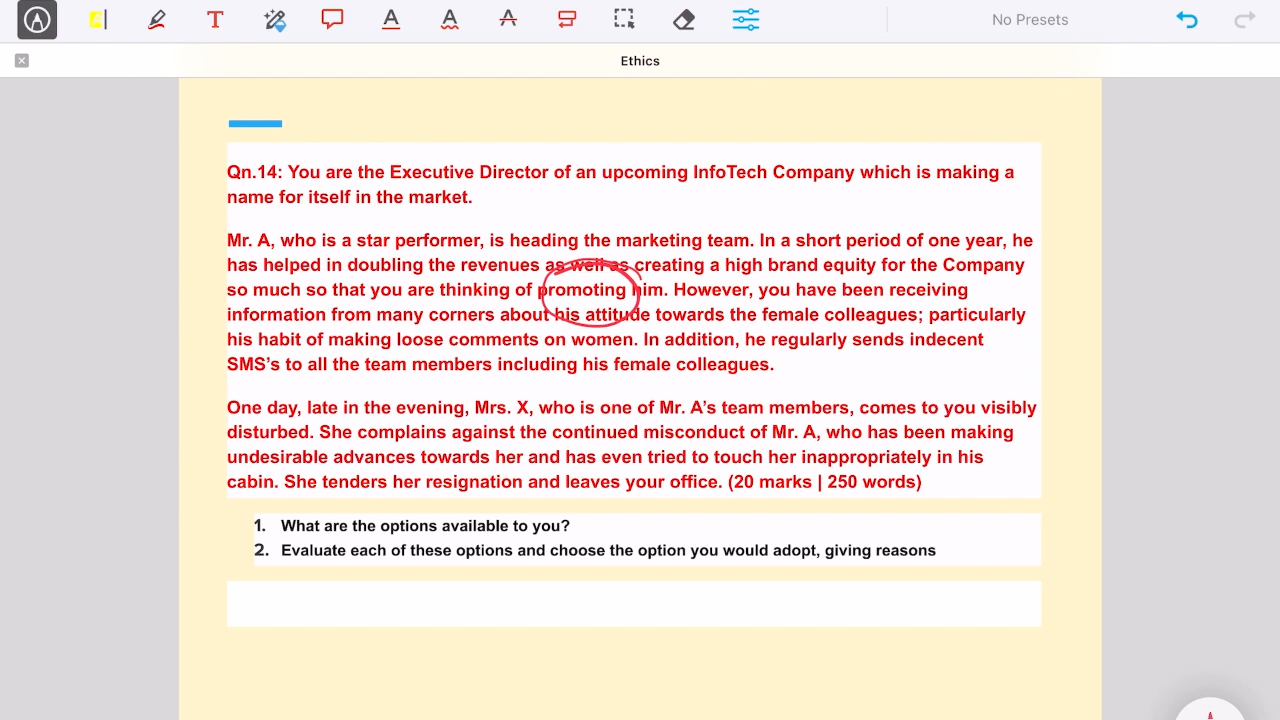 No Presets
Ethics
Qn.14: You are the Executive Director of an upcoming InfoTech Company which is making a
name for itself in the market.
Mr. A, who is a star performer, is heading the marketing team. In a short period of one year, he
has helped in doubling the revenues as well as creating a high brand equity for the Company
so much so that you are thinking of promoting him. However, you have been receiving
information from many corners about his attitude towards the female colleagues; particularly
his habit of making loose comments on women. In addition, he regularly sends indecent
SMS’s to all the team members including his female colleagues.
One day, late in the evening, Mrs. X, who is one of Mr. A’s team members, comes to you visibly
disturbed. She complains against the continued misconduct of Mr. A, who has been making
undesirable advances towards her and has even tried to touch her inappropriately in his
cabin. She tenders her resignation and leaves your office. (20 marks | 250 words)
1. What are the options available to you?
2. Evaluate each of these options and choose the option you would adopt, giving reasons